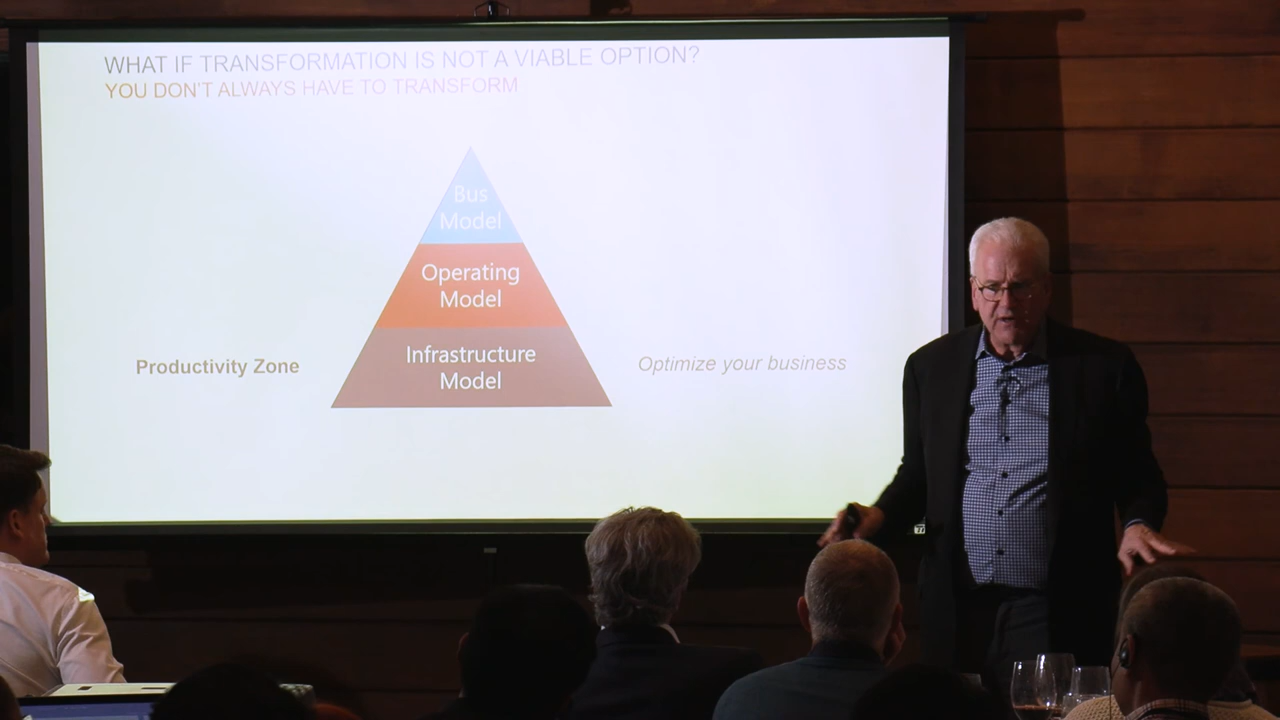 WHAT IF TRANSFORMATION IS NOT A VIABLE OPTION?
YOU DON'T ALWAYS HAVE TO TRANSFORM
Bus
Model
Operating
Model
Infrastructure
Model
Productivity Zone
Optimize your business